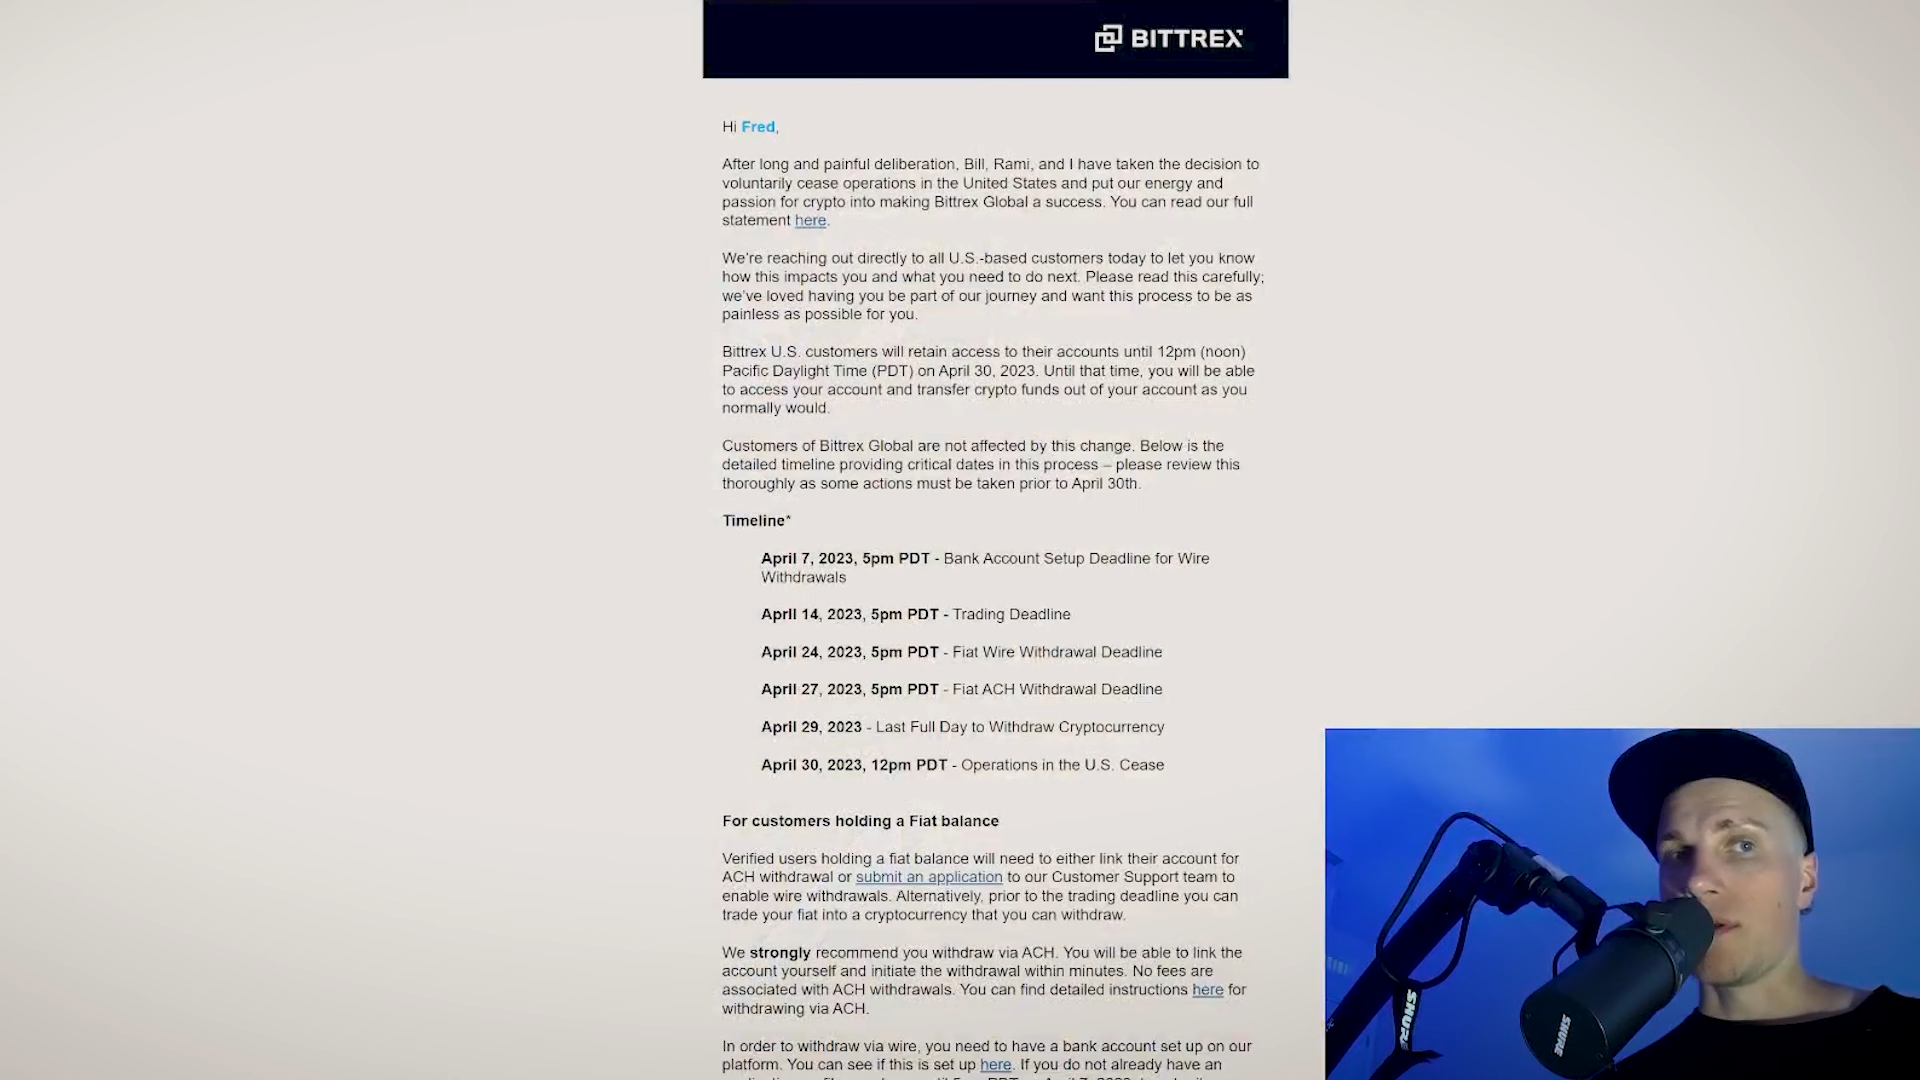 BITTREX
Hi Fred,
After long and painful deliberation, Bill, Rami, and I have taken the decision to
voluntarily cease operations in the United States and put our energy and
passion for crypto into making Bittrex Global a success. You can read our full
statement here.
We're reaching out directly to all U.S.-based customers today to let you know
how this impacts you and what you need to do next. Please read this carefully;
we've loved having you be part of our journey and want this process to be as
painless as possible for you.
Bittrex U.S. customers will retain access to their accounts until 12pm (noon)
Pacific Daylight Time (PDT) on April 30, 2023. Until that time, you will be able
to access your account and transfer crypto funds out of your account as you
normally would.
Customers of Bittrex Global are not affected by this change. Below is the
detailed timeline providing critical dates in this process – please review this
thoroughly as some actions must be taken prior to April 30th.
Timeline*
April 7, 2023, 5pm PDT - Bank Account Setup Deadline for Wire
Withdrawals
April 14, 2023, 5pm PDT - Trading Deadline
April 24, 2023, 5pm PDT - Fiat Wire Withdrawal Deadline
April 27, 2023, 5pm PDT - Fiat ACH Withdrawal Deadline
April 29, 2023 - Last Full Day to Withdraw Cryptocurrency
April 30, 2023, 12pm PDT - Operations in the U.S. Cease
For customers holding a Fiat balance
Verified users holding a fiat balance will need to either link their account for
ACH withdrawal or submit an application to our Customer Support team to
enable wire withdrawals. Alternatively, prior to the trading deadline you can
trade your fiat into a cryptocurrency that you can withdraw.
We strongly recommend you withdraw via ACH. You will be able to link the
account yourself and initiate the withdrawal within minutes. No fees are
associated with ACH withdrawals. You can find detailed instructions here for
withdrawing via ACH.
In order to withdraw via wire, you need to have a bank account set up on our
platform. You can see if this is set up here. If you do not already have an
SHURE
SHURE